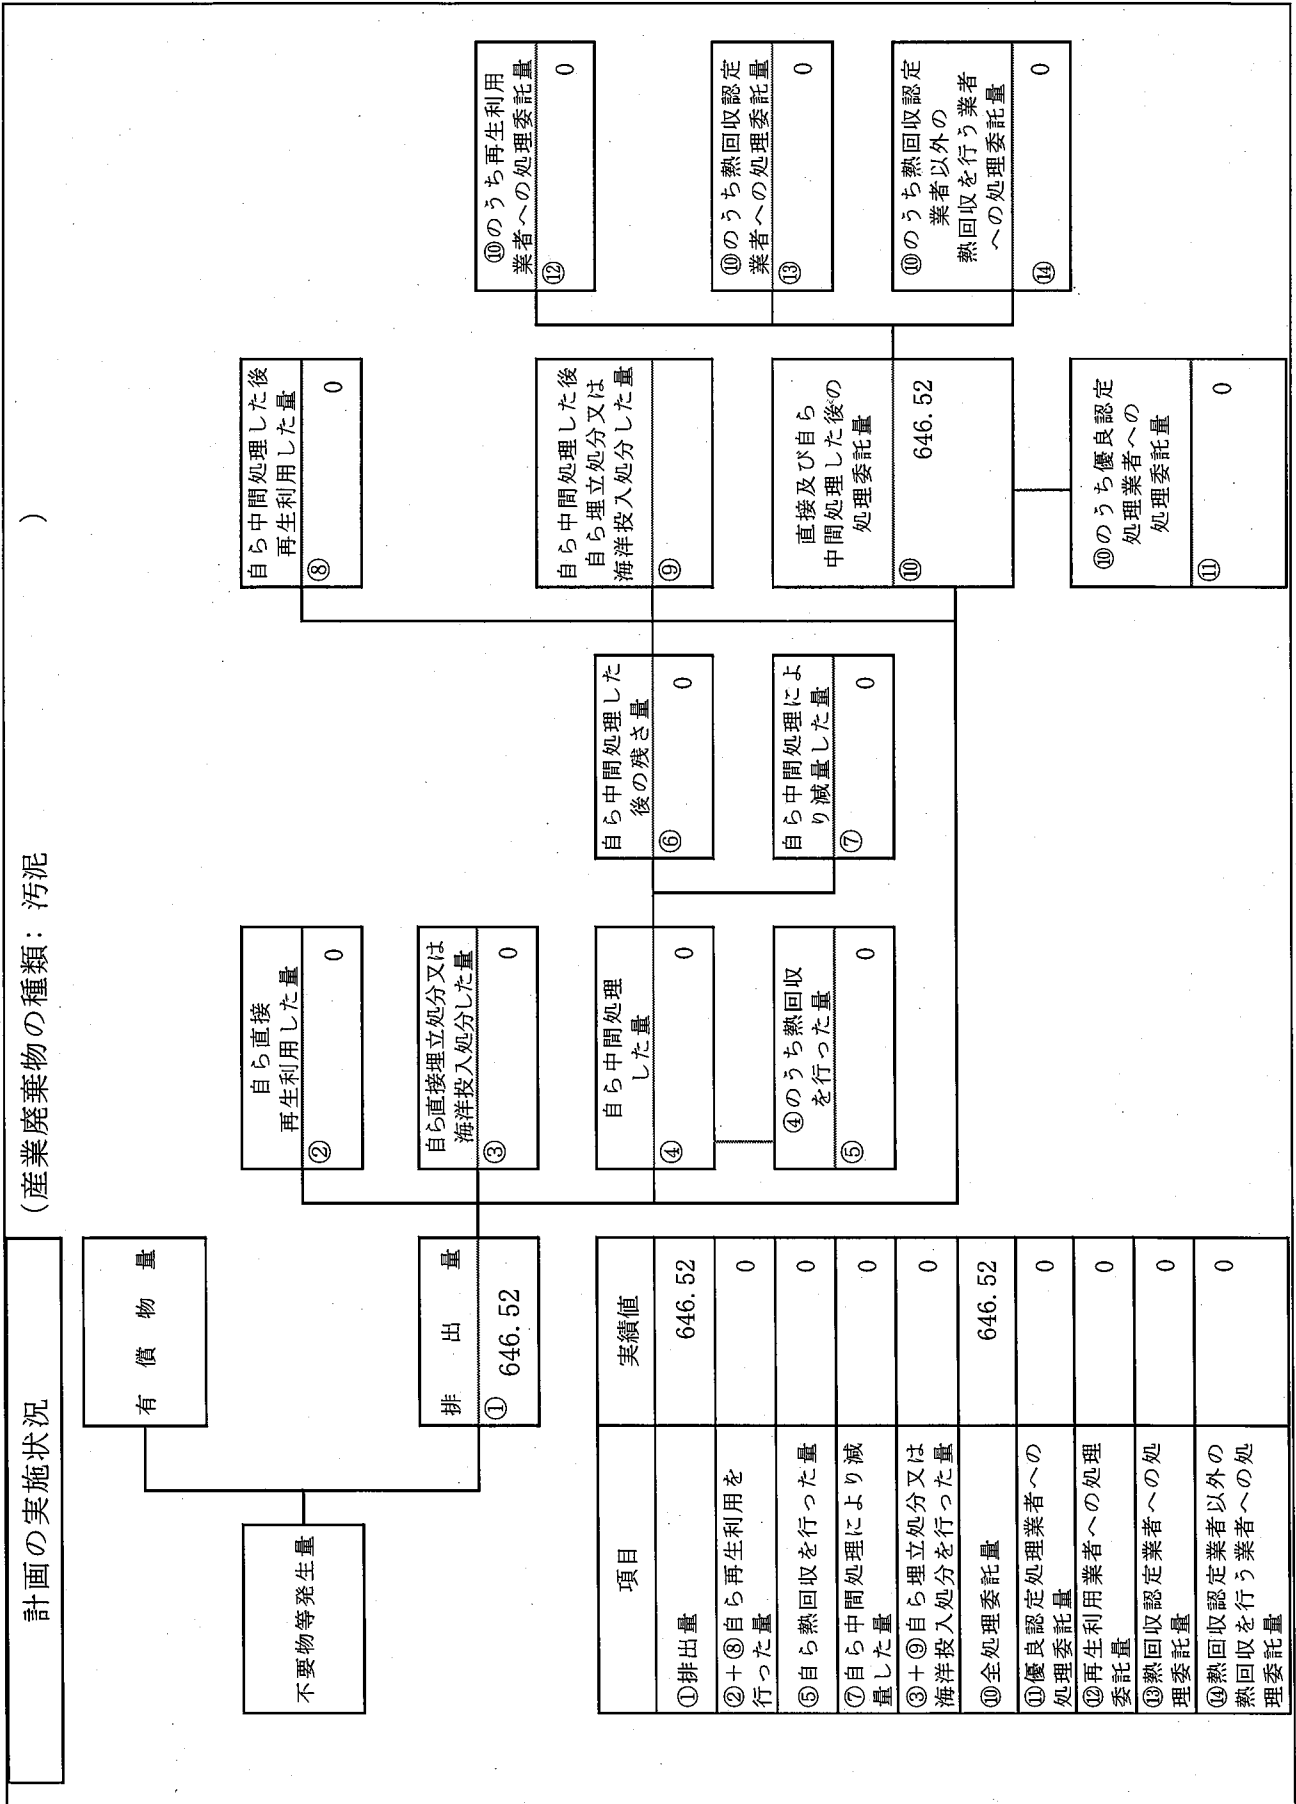 計画の実施状況
(産業廃棄物の種類：汚泥 )
不要物等発生量
有償物量
排出量
① 646.52
自ら直接
再生利用した量
② 0
自ら直接埋立処分又は
海洋投入処分した量
③ 0
自ら中間処理
した量
④ 0
④のうち熱回収
を行った量
⑤ 0
自ら中間処理した
後の残さ量
⑥ 0
自ら中間処理によ
り減量した量
⑦ 0
自ら中間処理した後
再生利用した量
⑧ 0
自ら中間処理した後
自ら埋立処分又は
海洋投入処分した量
⑨
直接及び自ら
中間処理した後の
処理委託量
⑩ 646.52
⑩のうち優良認定
処理業者への
処理委託量
⑪ 0
⑩のうち再生利用
業者への処理委託量
⑫ 0
⑩のうち熱回収認定
業者への処理委託量
⑬ 0
⑩のうち熱回収認定
業者以外の
熱回収を行う業者
への処理委託量
⑭ 0
項目 実績値
①排出量 646.52
②＋⑧自ら再生利用を
行った量 0
⑤自ら熱回収を行った量 0
⑦自ら中間処理により減
量した量 0
③＋⑨自ら埋立処分又は
海洋投入処分を行った量 0
⑩全処理委託量 646.52
⑪優良認定処理業者への
処理委託量 0
⑫再生利用業者への処理
委託量 0
⑬熱回収認定業者への処
理委託量 0
⑭熱回収認定業者以外の
熱回収を行う業者への処
理委託量 0